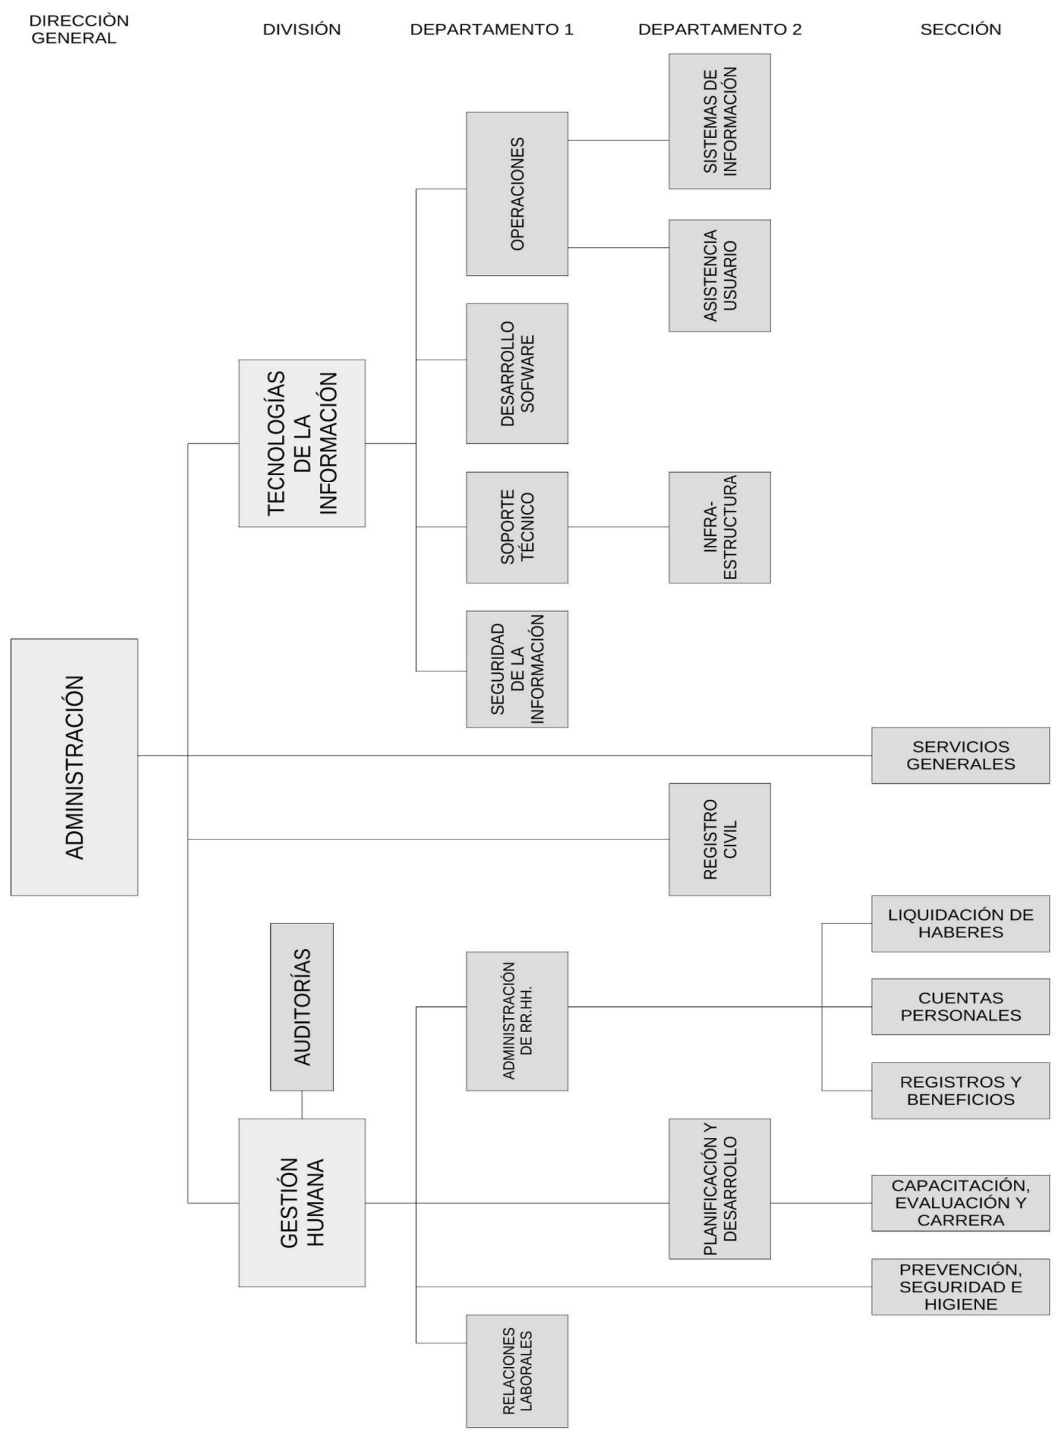 DIRECCIÒN
GENERAL
DIVISIÓN
DEPARTAMENTO 1
DEPARTAMENTO 2
SECCIÓN
ADMINISTRACIÓN
TECNOLOGÍAS
DE LA
INFORMACIÓN
OPERACIONES
SISTEMAS DE
INFORMACIÓN
ASISTENCIA
USUARIO
DESARROLLO
SOFWARE
SOPORTE
TÉCNICO
INFRA-
ESTRUCTURA
SEGURIDAD
DE LA
INFORMACIÓN
SERVICIOS
GENERALES
REGISTRO
CIVIL
AUDITORÍAS
GESTIÓN
HUMANA
ADMINISTRACIÓN
DE RR.HH.
LIQUIDACIÓN DE
HABERES
CUENTAS
PERSONALES
REGISTROS Y
BENEFICIOS
PLANIFICACIÓN Y
DESARROLLO
CAPACITACIÓN,
EVALUACIÓN Y
CARRERA
PREVENCIÓN,
SEGURIDAD E
HIGIENE
RELACIONES
LABORALES